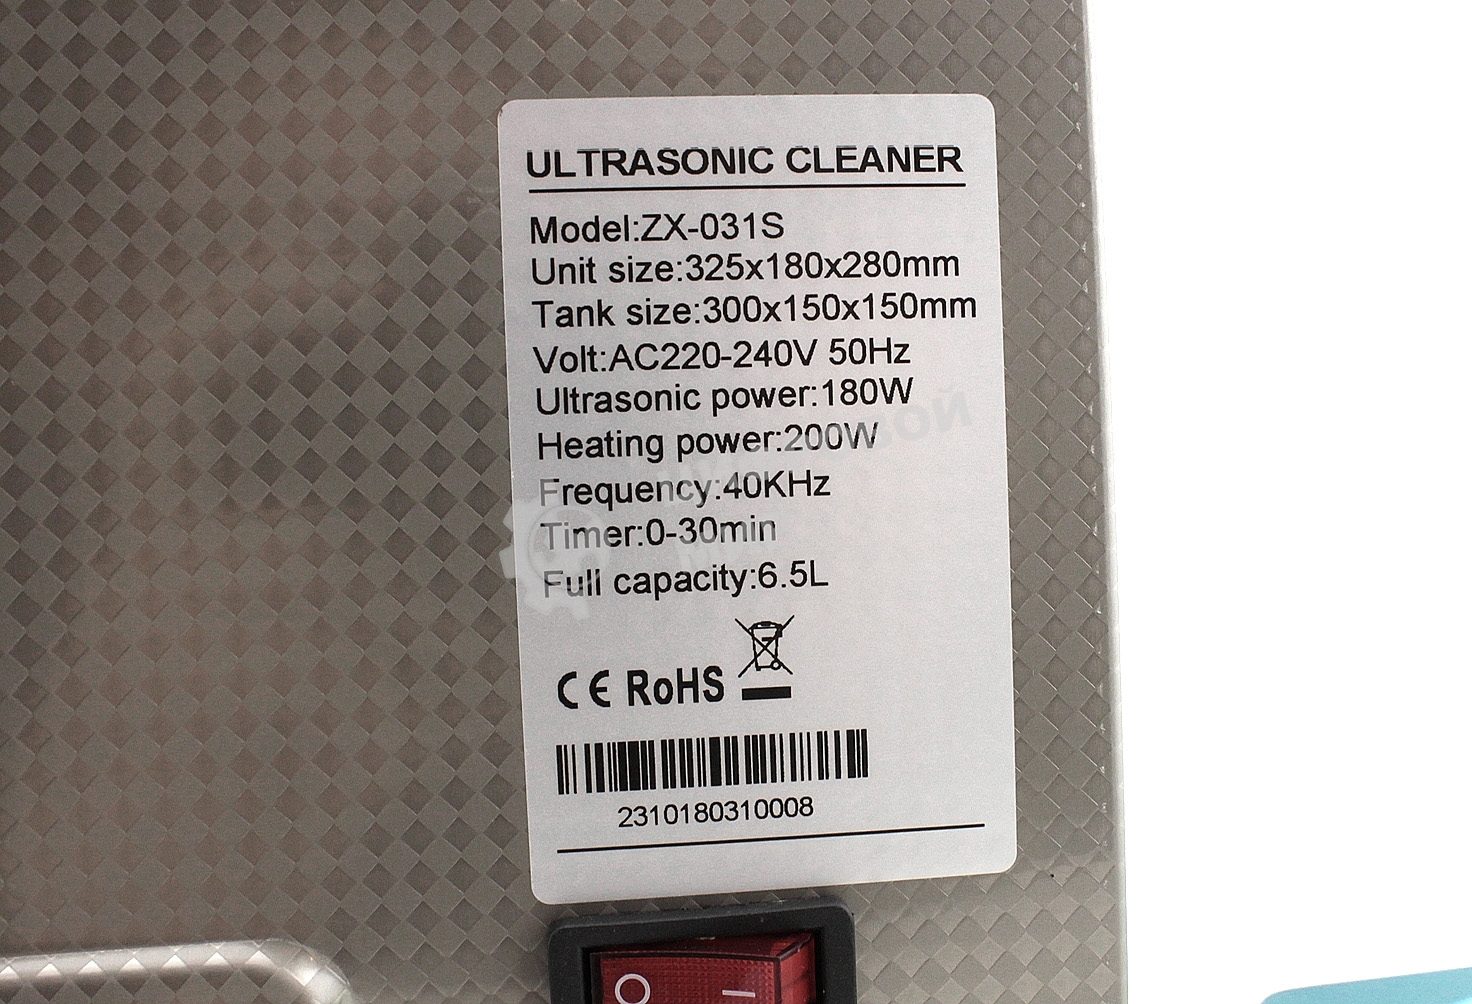 ULTRASONIC CLEANER
Model:ZX-031S
Unit size:325x180x280mm
Tank size:300x150x150mm
Volt:AC220-240V 50Hz
Ultrasonic power:180W
Heating power:200W
Frequency:40KHz
Timer:0-30min
Full capacity:6.5L
CE RoHS
2310180310008